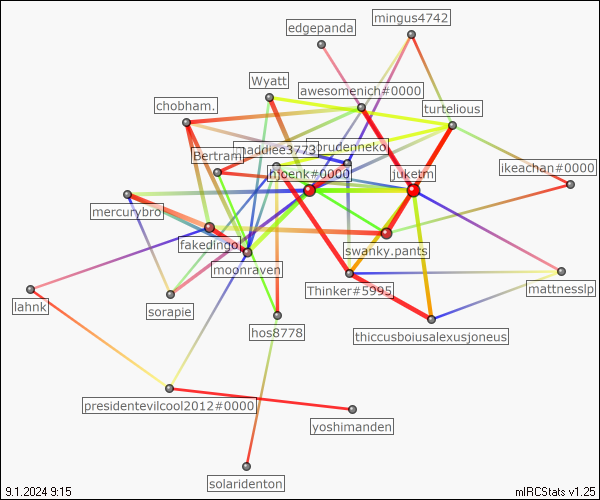 mingus4742
edgepanda
Wyatt
awesomenich#0000
chobham.
turtelious
maddiee3773
bruderneko
Bertram
hjoenk#0000
juketm
ikeachan#0000
mercurybro
fakedingo
swanky.pants
moonraven
Thinker#5995
mattnesslp
lahnk
sorapie
hos8778
thiccusboiusalexusjoneus
presidentevilcool2012#0000
yoshimanden
solaridenton
9.1.2024 9:15
mIRCStats v1.25